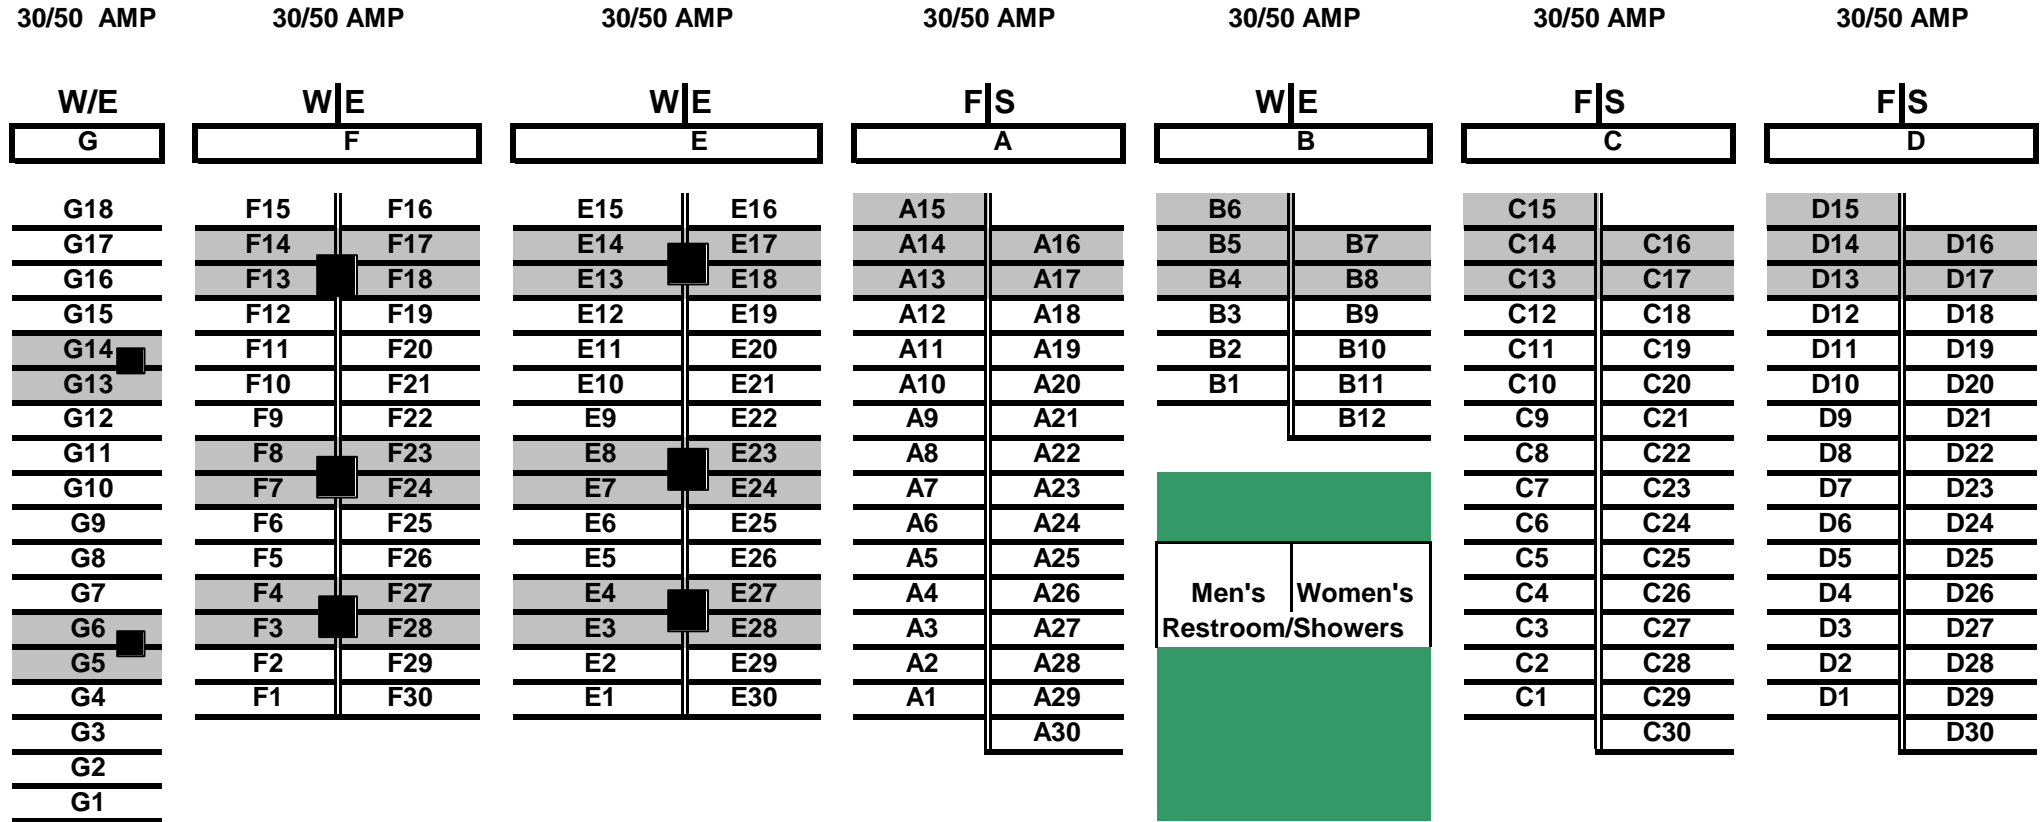 30/50 AMP 30/50 AMP 30/50 AMP 30/50 AMP 30/50 AMP 30/50 AMP 30/50 AMP
W/E W E W E F S W E F S F S
G F E A B C D
G18 F15 F16 E15 E16 A15 B6 C15 D15
G17 F14 F17 E14 E17 A14 A16 B5 B7 C14 C16 D14 D16
G16 F13 F18 E13 E18 A13 A17 B4 B8 C13 C17 D13 D17
G15 F12 F19 E12 E19 A12 A18 B3 B9 C12 C18 D12 D18
G14 F11 F20 E11 E20 A11 A19 B2 B10 C11 C19 D11 D19
G13 F10 F21 E10 E21 A10 A20 B1 B11 C10 C20 D10 D20
G12 F9 F22 E9 E22 A9 A21 B12 C9 C21 D9 D21
G11 F8 F23 E8 E23 A8 A22 C8 C22 D8 D22
G10 F7 F24 E7 E24 A7 A23 C7 C23 D7 D23
G9 F6 F25 E6 E25 A6 A24 C6 C24 D6 D24
G8 F5 F26 E5 E26 A5 A25 C5 C25 D5 D25
G7 F4 F27 E4 E27 A4 A26 Men's Women's C4 C26 D4 D26
G6 F3 F28 E3 E28 A3 A27 Restroom/Showers C3 C27 D3 D27
G5 F2 F29 E2 E29 A2 A28 C2 C28 D2 D28
G4 F1 F30 E1 E30 A1 A29 C1 C29 D1 D29
G3 A30 C30 D30
G2
G1